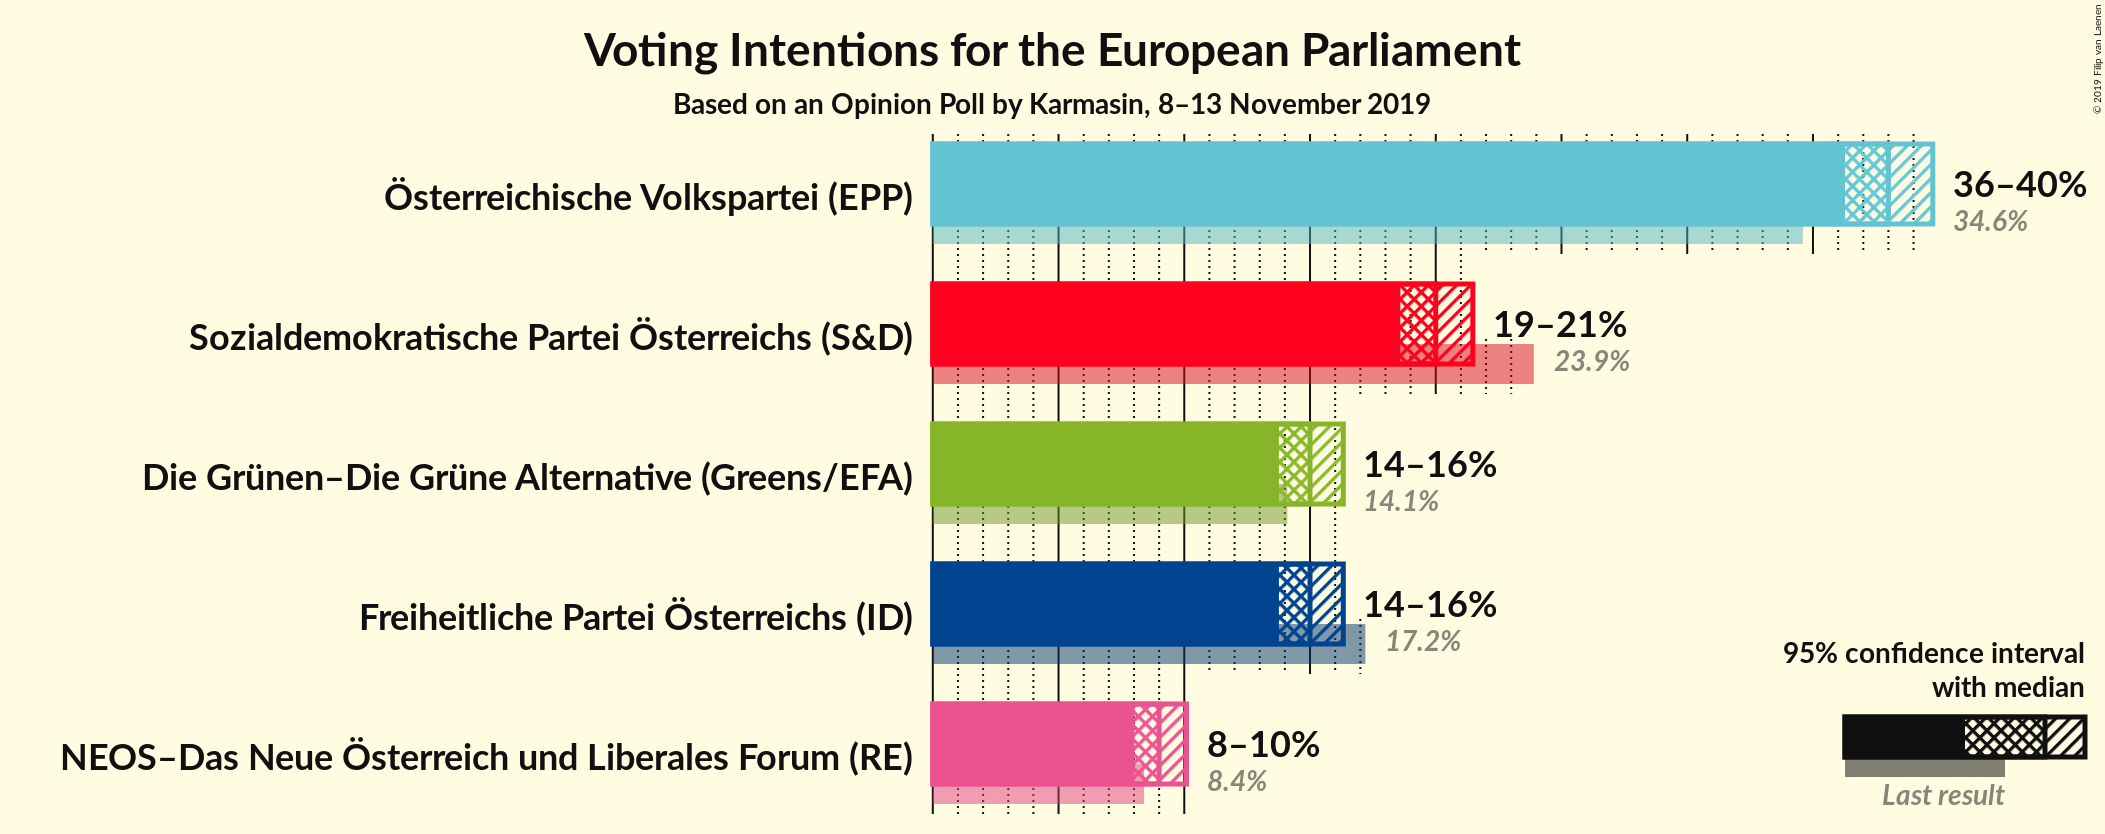 Voting Intentions for the European Parliament
Based on an Opinion Poll by Karmasin, 8–13 November 2019
© 2019 Filip van Laenen
Österreichische Volkspartei (EPP)
36–40%
34.6%
Sozialdemokratische Partei Österreichs (S&D)
19–21%
23.9%
Die Grünen–Die Grüne Alternative (Greens/EFA)
14–16%
14.1%
Freiheitliche Partei Österreichs (ID)
14–16%
17.2%
NEOS–Das Neue Österreich und Liberales Forum (RE)
8–10%
8.4%
95% confidence interval
with median
Last result